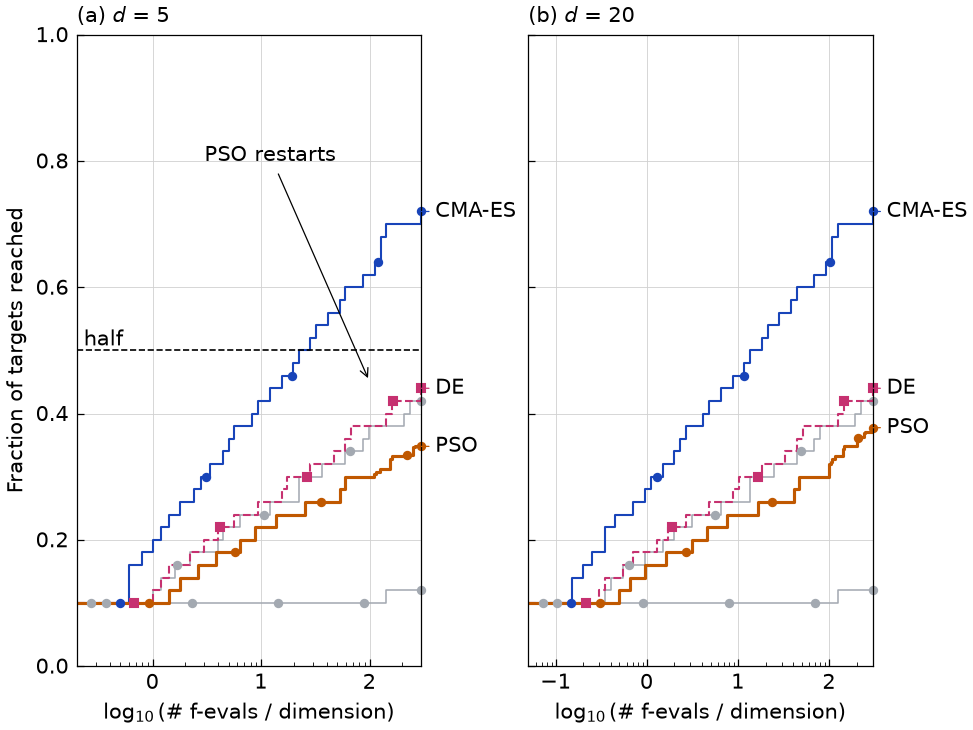 (a) d = 5
(b) d = 20
1.0
0.8
0.6
0.4
0.2
0.0
Fraction of targets reached
PSO restarts
half
CMA-ES
DE
PSO
CMA-ES
DE
PSO
0 1 2
−1 0 1 2
log₁₀(# f-evals / dimension)
log₁₀(# f-evals / dimension)